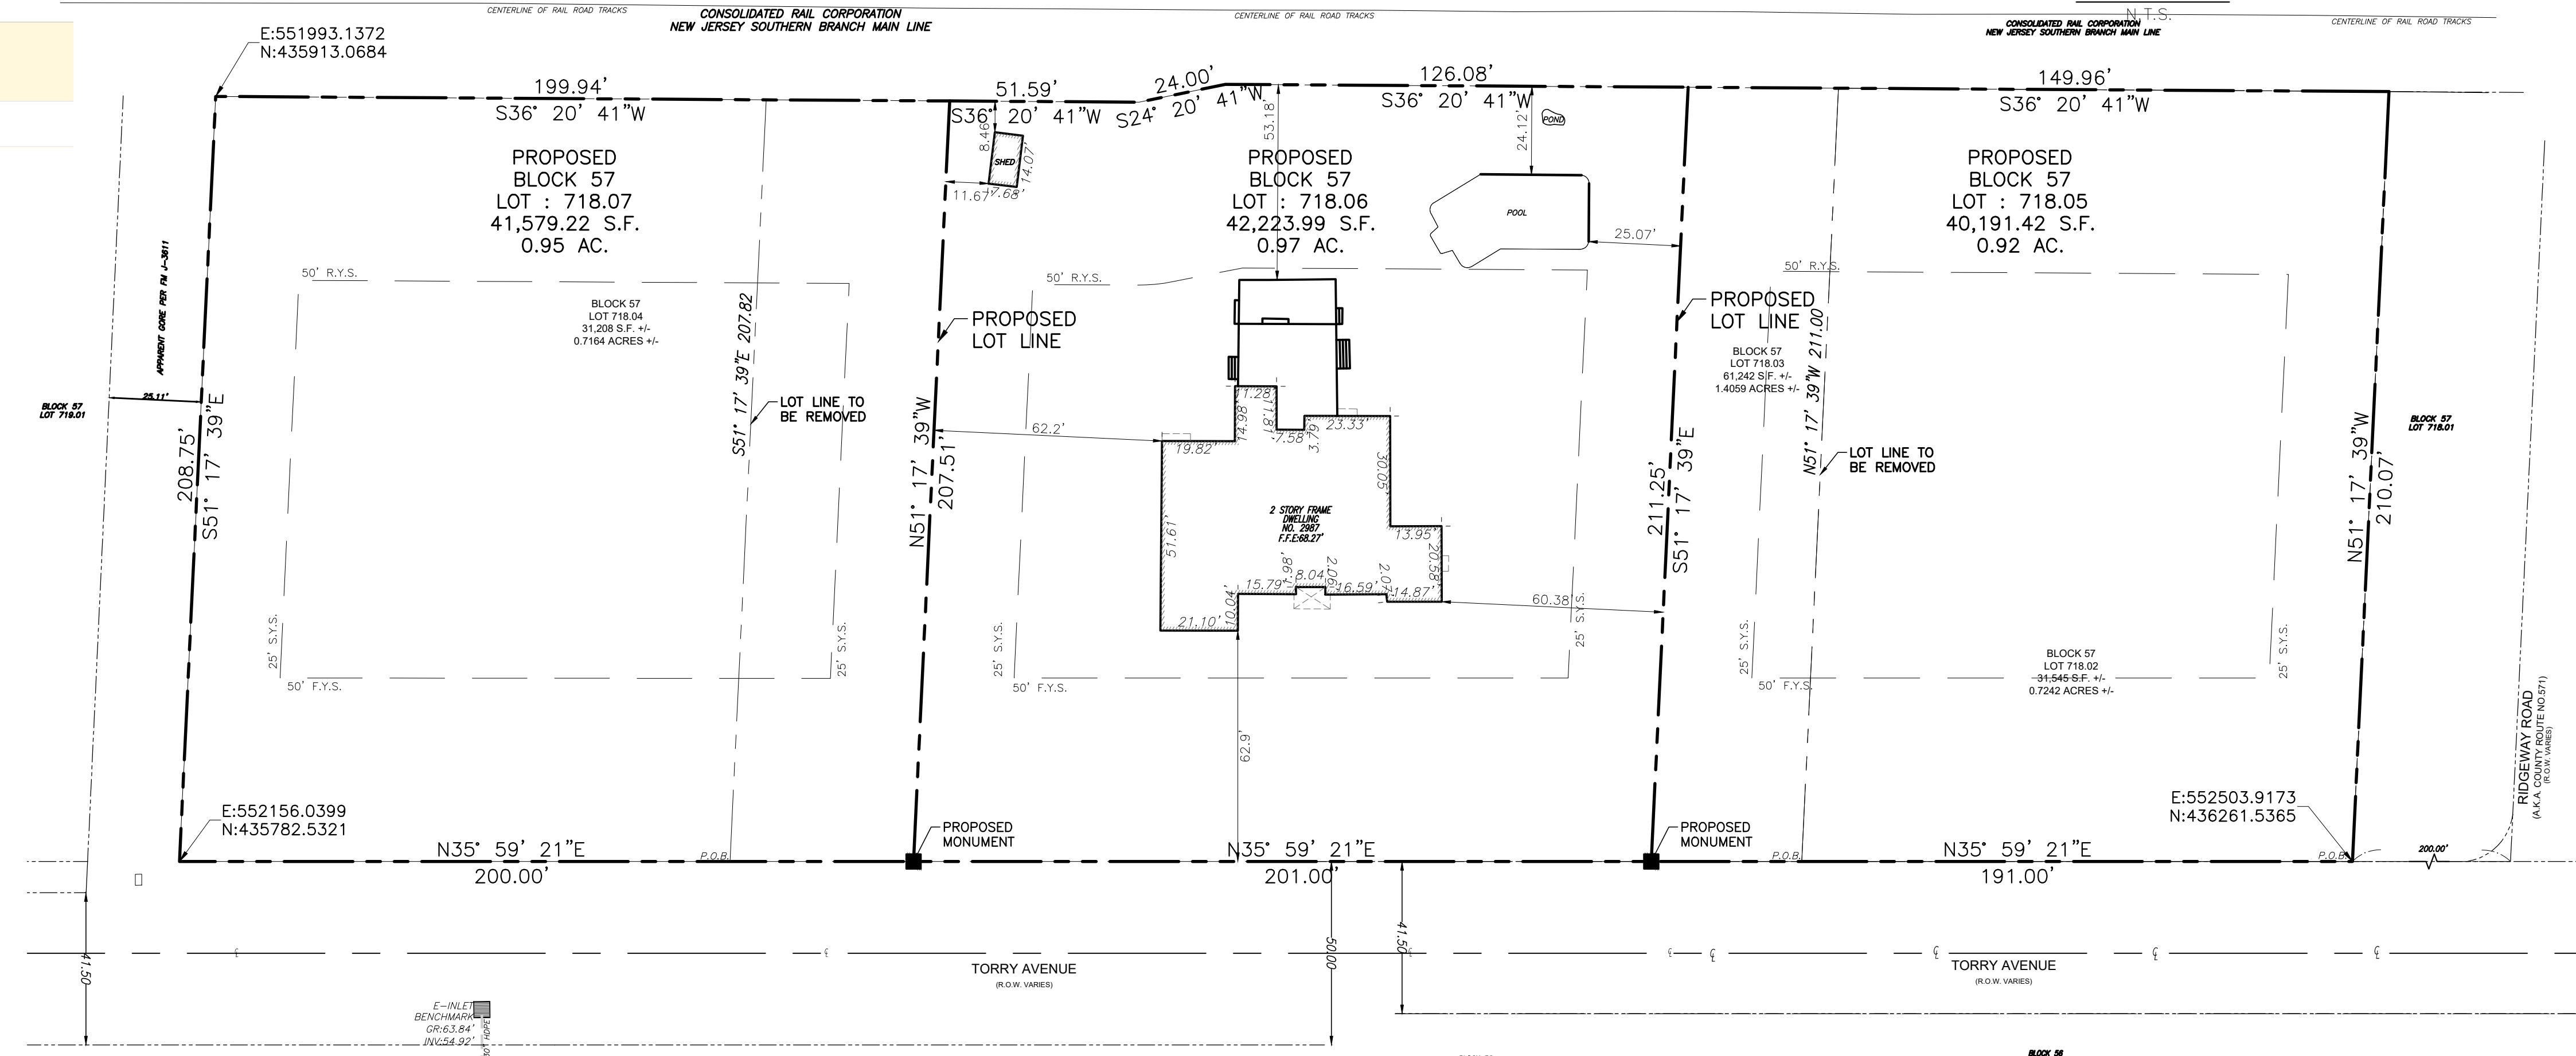 N.T.S.
CENTERLINE OF RAIL ROAD TRACKS
CONSOLIDATED RAIL CORPORATION
NEW JERSEY SOUTHERN BRANCH MAIN LINE
CENTERLINE OF RAIL ROAD TRACKS
CONSOLIDATED RAIL CORPORATION
NEW JERSEY SOUTHERN BRANCH MAIN LINE
CENTERLINE OF RAIL ROAD TRACKS
E:551993.1372
N:435913.0684
199.94'
S36° 20' 41"W
51.59'
S36° 20' 41"W
24.00'
S24° 20' 41"W
126.08'
S36° 20' 41"W
149.96'
S36° 20' 41"W
PROPOSED
BLOCK 57
LOT : 718.07
41,579.22 S.F.
0.95 AC.
8.46'
SHED
14.07'
11.67'
7.68'
53.18'
PROPOSED
BLOCK 57
LOT : 718.06
42,223.99 S.F.
0.97 AC.
24.12'
POND
POOL
25.07'
PROPOSED
BLOCK 57
LOT : 718.05
40,191.42 S.F.
0.92 AC.
APPARENT GORE PER FM J-3611
25.11'
BLOCK 57
LOT 719.01
50' R.Y.S.
BLOCK 57
LOT 718.04
31,208 S.F. +/-
0.7164 ACRES +/-
S51° 17' 39"E 207.82
LOT LINE TO
BE REMOVED
PROPOSED
LOT LINE
50' R.Y.S.
PROPOSED
LOT LINE
50' R.Y.S.
BLOCK 57
LOT 718.03
61,242 S.F. +/-
1.4059 ACRES +/-
N51° 17' 39"W 211.00
LOT LINE TO
BE REMOVED
BLOCK 57
LOT 718.01
208.75'
S51° 17' 39"E
N51° 17' 39"W
207.51'
62.2'
19.82'
14.98'
11.28'
11.81'
7.58'
3.79'
23.33'
30.05'
51.61'
2 STORY FRAME
DWELLING
NO. 2987
F.F.E:68.27'
13.95'
20.58'
15.79'
1.96'
8.04'
2.06'
16.59'
2.07'
14.87'
10.04'
21.10'
60.38'
62.9'
211.25'
S51° 17' 39"E
N51° 17' 39"W
210.07'
25' S.Y.S.
25' S.Y.S.
25' S.Y.S.
25' S.Y.S.
25' S.Y.S.
25' S.Y.S.
50' F.Y.S.
50' F.Y.S.
50' F.Y.S.
BLOCK 57
LOT 718.02
31,545 S.F. +/-
0.7242 ACRES +/-
RIDGEWAY ROAD
(A.K.A. COUNTY ROUTE NO.571)
(R.O.W. VARIES)
E:552156.0399
N:435782.5321
PROPOSED
MONUMENT
PROPOSED
MONUMENT
E:552503.9173
N:436261.5365
N35° 59' 21"E
200.00'
P.O.B.
N35° 59' 21"E
201.00'
P.O.B.
N35° 59' 21"E
191.00'
P.O.B.
200.00'
41.50
50.00
41.50
TORRY AVENUE
(R.O.W. VARIES)
TORRY AVENUE
(R.O.W. VARIES)
E-INLET
BENCHMARK
GR:63.84'
INV:54.92'
HDPE
BLOCK 56